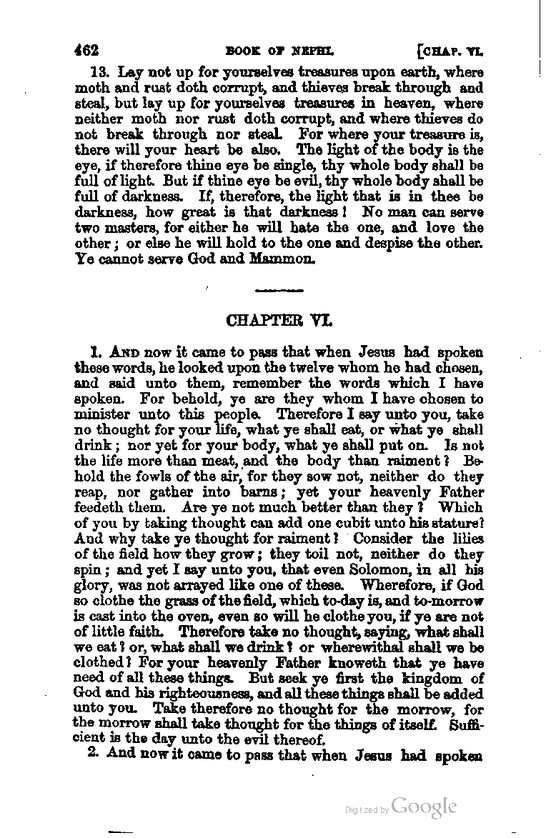 462 BOOK OF NEPHI. [CHAP. VI.
13. Lay not up for yourselves treasures upon earth, where
moth and rust doth corrupt, and thieves break through and
steal, but lay up for yourselves treasures in heaven, where
neither moth nor rust doth corrupt, and where thieves do
not break through nor steal. For where your treasure is,
there will your heart be also. The light of the body is the
eye, if therefore thine eye be single, thy whole body shall be
full of light. But if thine eye be evil, thy whole body shall be
full of darkness. If, therefore, the light that is in thee be
darkness, how great is that darkness! No man can serve
two masters, for either he will hate the one, and love the
other; or else he will hold to the one and despise the other.
Ye cannot serve God and Mammon.
CHAPTER VI.
1. AND now it came to pass that when Jesus had spoken
these words, he looked upon the twelve whom he had chosen,
and said unto them, remember the words which I have
spoken. For behold, ye are they whom I have chosen to
minister unto this people. Therefore I say unto you, take
no thought for your life, what ye shall eat, or what ye shall
drink; nor yet for your body, what ye shall put on. Is not
the life more than meat, and the body than raiment? Be-
hold the fowls of the air, for they sow not, neither do they
reap, nor gather into barns; yet your heavenly Father
feedeth them. Are ye not much better than they? Which
of you by taking thought can add one cubit unto his stature?
And why take ye thought for raiment? Consider the lilies
of the field how they grow; they toil not, neither do they
spin; and yet I say unto you, that even Solomon, in all his
glory, was not arrayed like one of these. Wherefore, if God
so clothe the grass of the field, which to-day is, and to-morrow
is cast into the oven, even so will he clothe you, if ye are not
of little faith. Therefore take no thought, saying, what shall
we eat? or, what shall we drink? or wherewithal shall we be
clothed? For your heavenly Father knoweth that ye have
need of all these things. But seek ye first the kingdom of
God and his righteousness, and all these things shall be added
unto you. Take therefore no thought for the morrow, for
the morrow shall take thought for the things of itself. Suffi-
cient is the day unto the evil thereof.
2. And now it came to pass that when Jesus had spoken
Digitized by Google